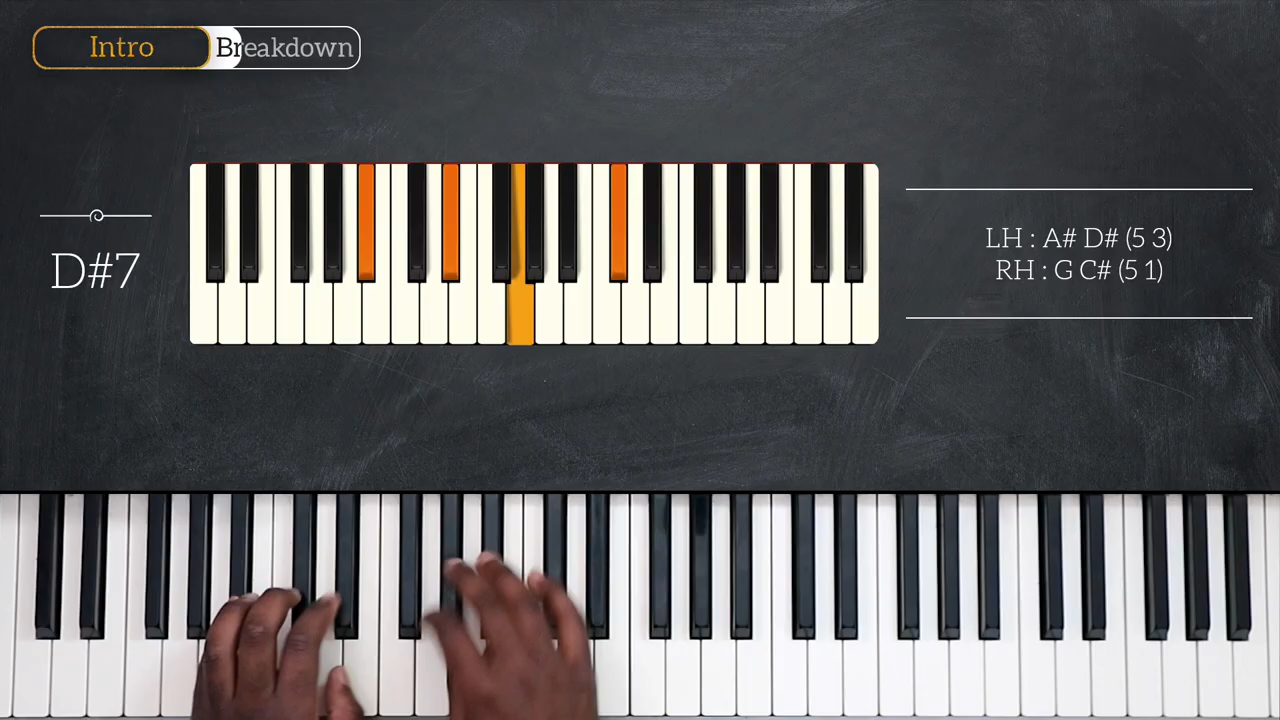 Intro
Breakdown
D#7
LH : A# D# (5 3)
RH : G C# (5 1)